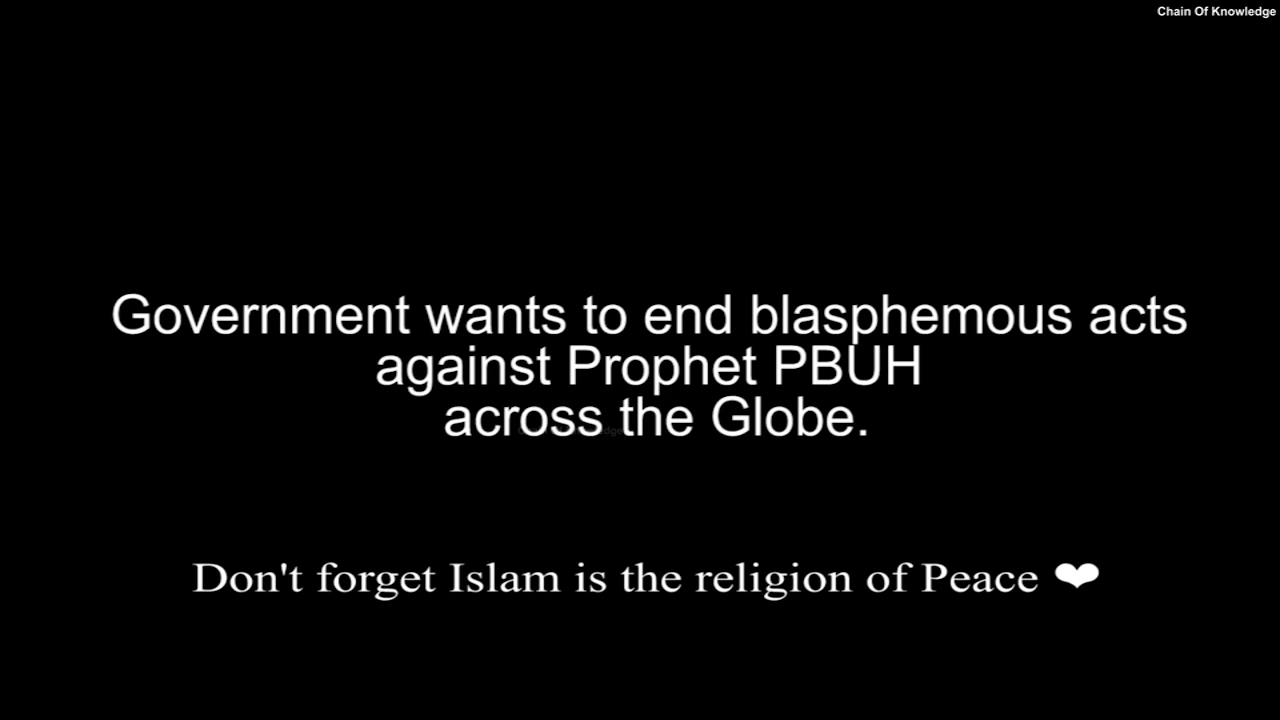 Chain Of Knowledge
Government wants to end blasphemous acts
against Prophet PBUH
across the Globe.
Don't forget Islam is the religion of Peace ❤